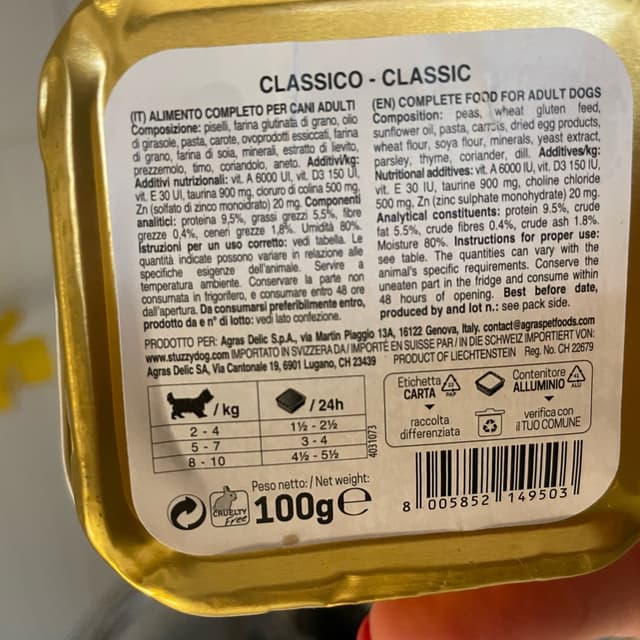 CLASSICO - CLASSIC
(IT) ALIMENTO COMPLETO PER CANI ADULTI
Composizione: piselli, farina glutinata di grano, olio
di girasole, pasta, carote, ovoprodotti essiccati, farina
di grano, farina di soia, minerali, estratto di lievito,
prezzemolo, timo, coriandolo, aneto. Additivi/kg:
Additivi nutrizionali: vit. A 6000 UI, vit. D3 150 UI,
vit. E 30 UI, taurina 900 mg, cloruro di colina 500 mg,
Zn (solfato di zinco monoidrato) 20 mg. Componenti
analitici: proteina 9,5%, grassi grezzi 5,5%, fibre
grezze 0,4%, ceneri grezze 1,8%. Umidità 80%.
Istruzioni per un uso corretto: vedi tabella. Le
quantità indicate possono variare in relazione alle
specifiche esigenze dell'animale. Servire a
temperatura ambiente. Conservare la parte non
consumata in frigorifero, e consumare entro 48 ore
dall'apertura. Da consumarsi preferibilmente entro,
prodotto da e n° di lotto: vedi lato confezione.
(EN) COMPLETE FOOD FOR ADULT DOGS
Composition: peas, wheat gluten feed,
sunflower oil, pasta, carrots, dried egg products,
wheat flour, soya flour, minerals, yeast extract,
parsley, thyme, coriander, dill. Additives/kg:
Nutritional additives: vit. A 6000 IU, vit. D3 150 IU,
vit. E 30 IU, taurine 900 mg, choline chloride
500 mg, Zn (zinc sulphate monohydrate) 20 mg.
Analytical constituents: protein 9.5%, crude
fat 5.5%, crude fibres 0.4%, crude ash 1.8%.
Moisture 80%. Instructions for proper use:
see table. The quantities can vary with the
animal's specific requirements. Conserve the
uneaten part in the fridge and consume within
48 hours of opening. Best before date,
produced by and lot n.: see pack side.
PRODOTTO PER: Agras Delic S.p.A., via Martin Piaggio 13A, 16122 Genova, Italy. contact@agraspetfoods.com
www.stuzzydog.com IMPORTATO IN SVIZZERA DA / IMPORTÉ EN SUISSE PAR / IN DIE SCHWEIZ IMPORTIERT VON:
Agras Delic SA, Via Cantonale 19, 6901 Lugano, CH 23439 PRODUCT OF LIECHTENSTEIN Reg. No. CH 22679
/ kg / 24h
2 - 4 1½ - 2½
5 - 7 3 - 4
8 - 10 4½ - 5½
4031073
Etichetta
CARTA
22
PAP
raccolta
differenziata
Contenitore
ALLUMINIO
ALU
verifica con
il TUO COMUNE
CRUELTY
Free
Peso netto: / Net weight:
100g e
8 005852 149503